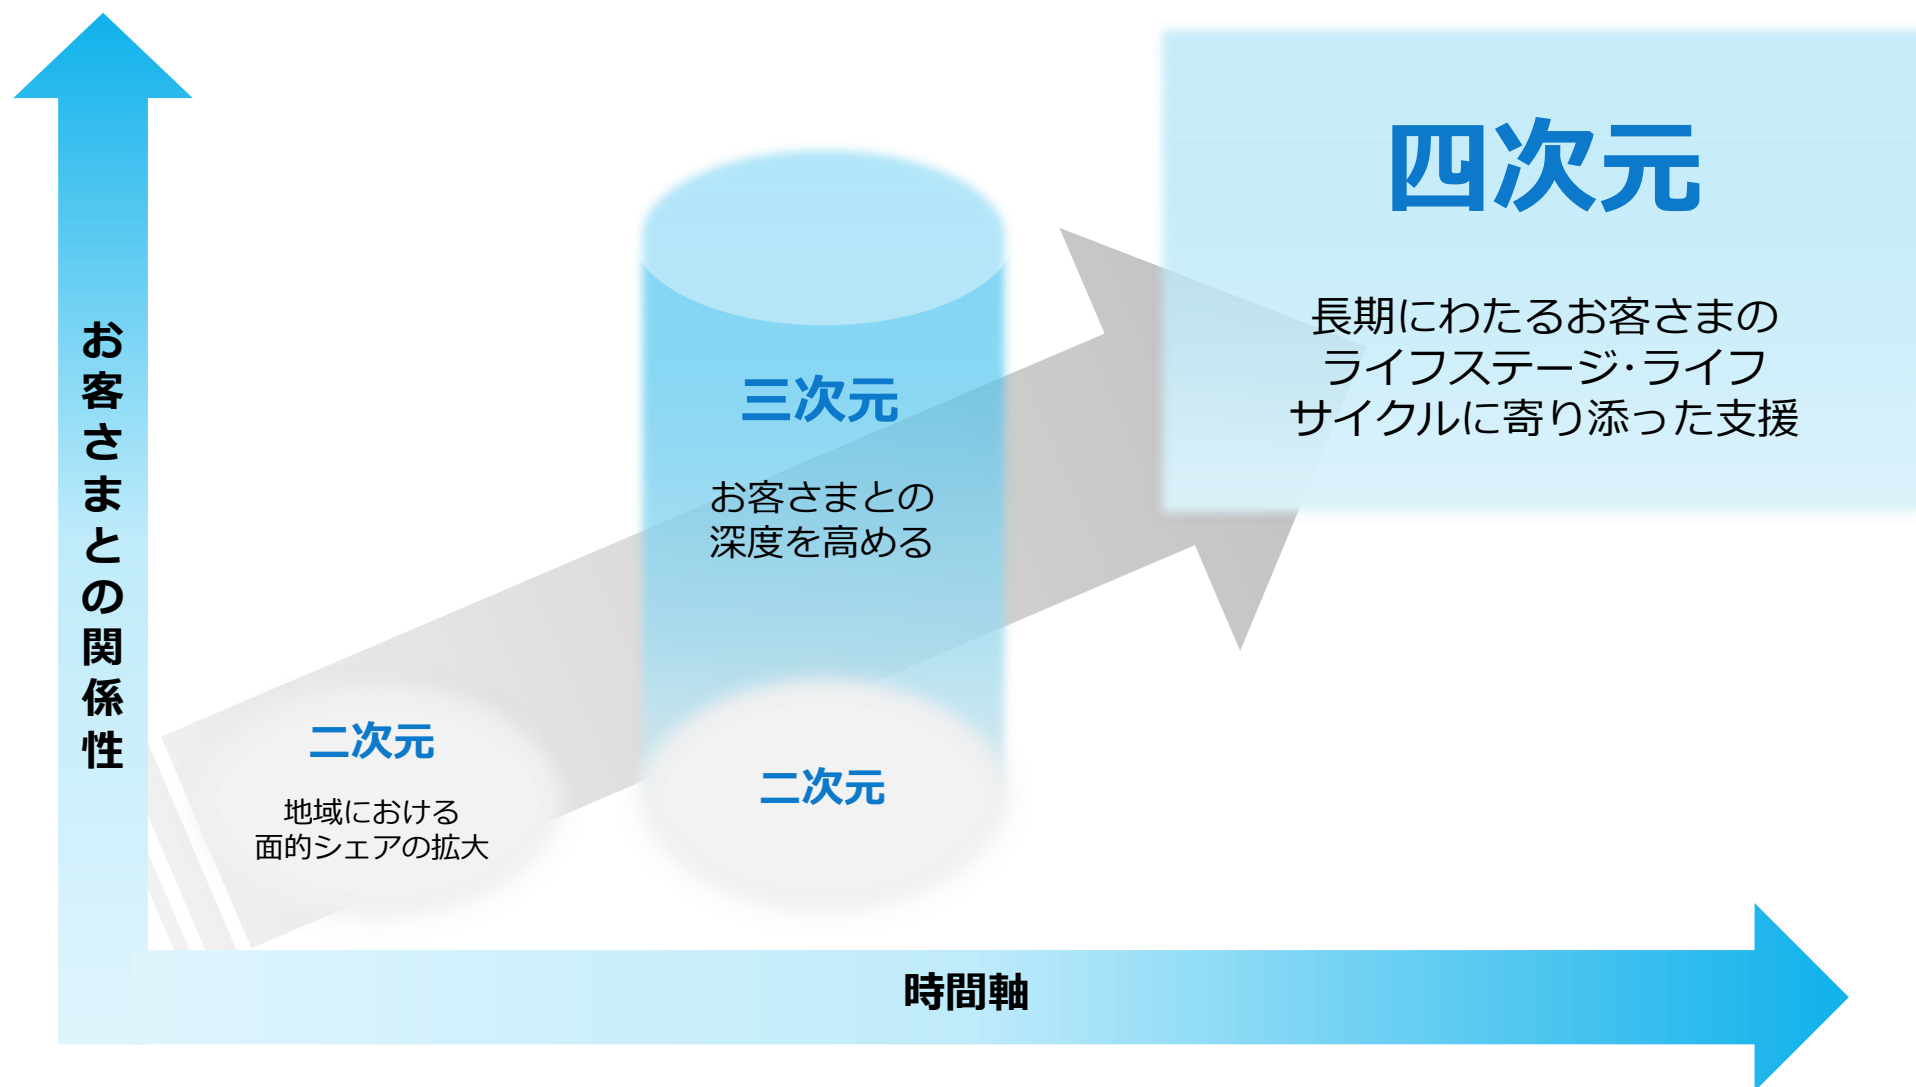 お客さまとの関係性
四次元
長期にわたるお客さまの
ライフステージ・ライフ
サイクルに寄り添った支援
三次元
お客さまとの
深度を高める
二次元
地域における
面的シェアの拡大
二次元
時間軸